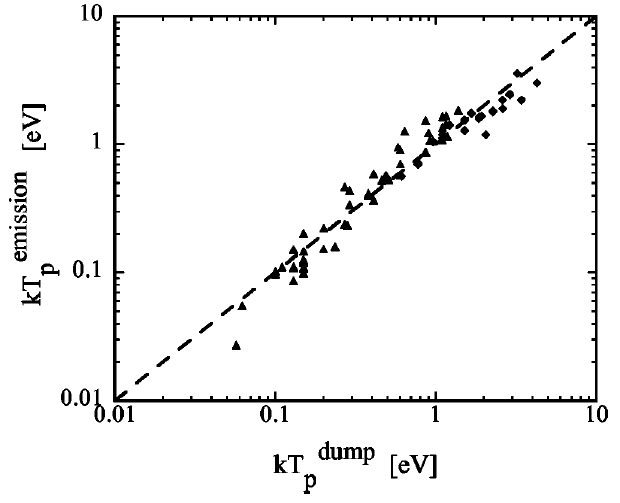 10
1
0.1
0.01
kT_p^emission [eV]
0.01 0.1 1 10
kT_p^dump [eV]